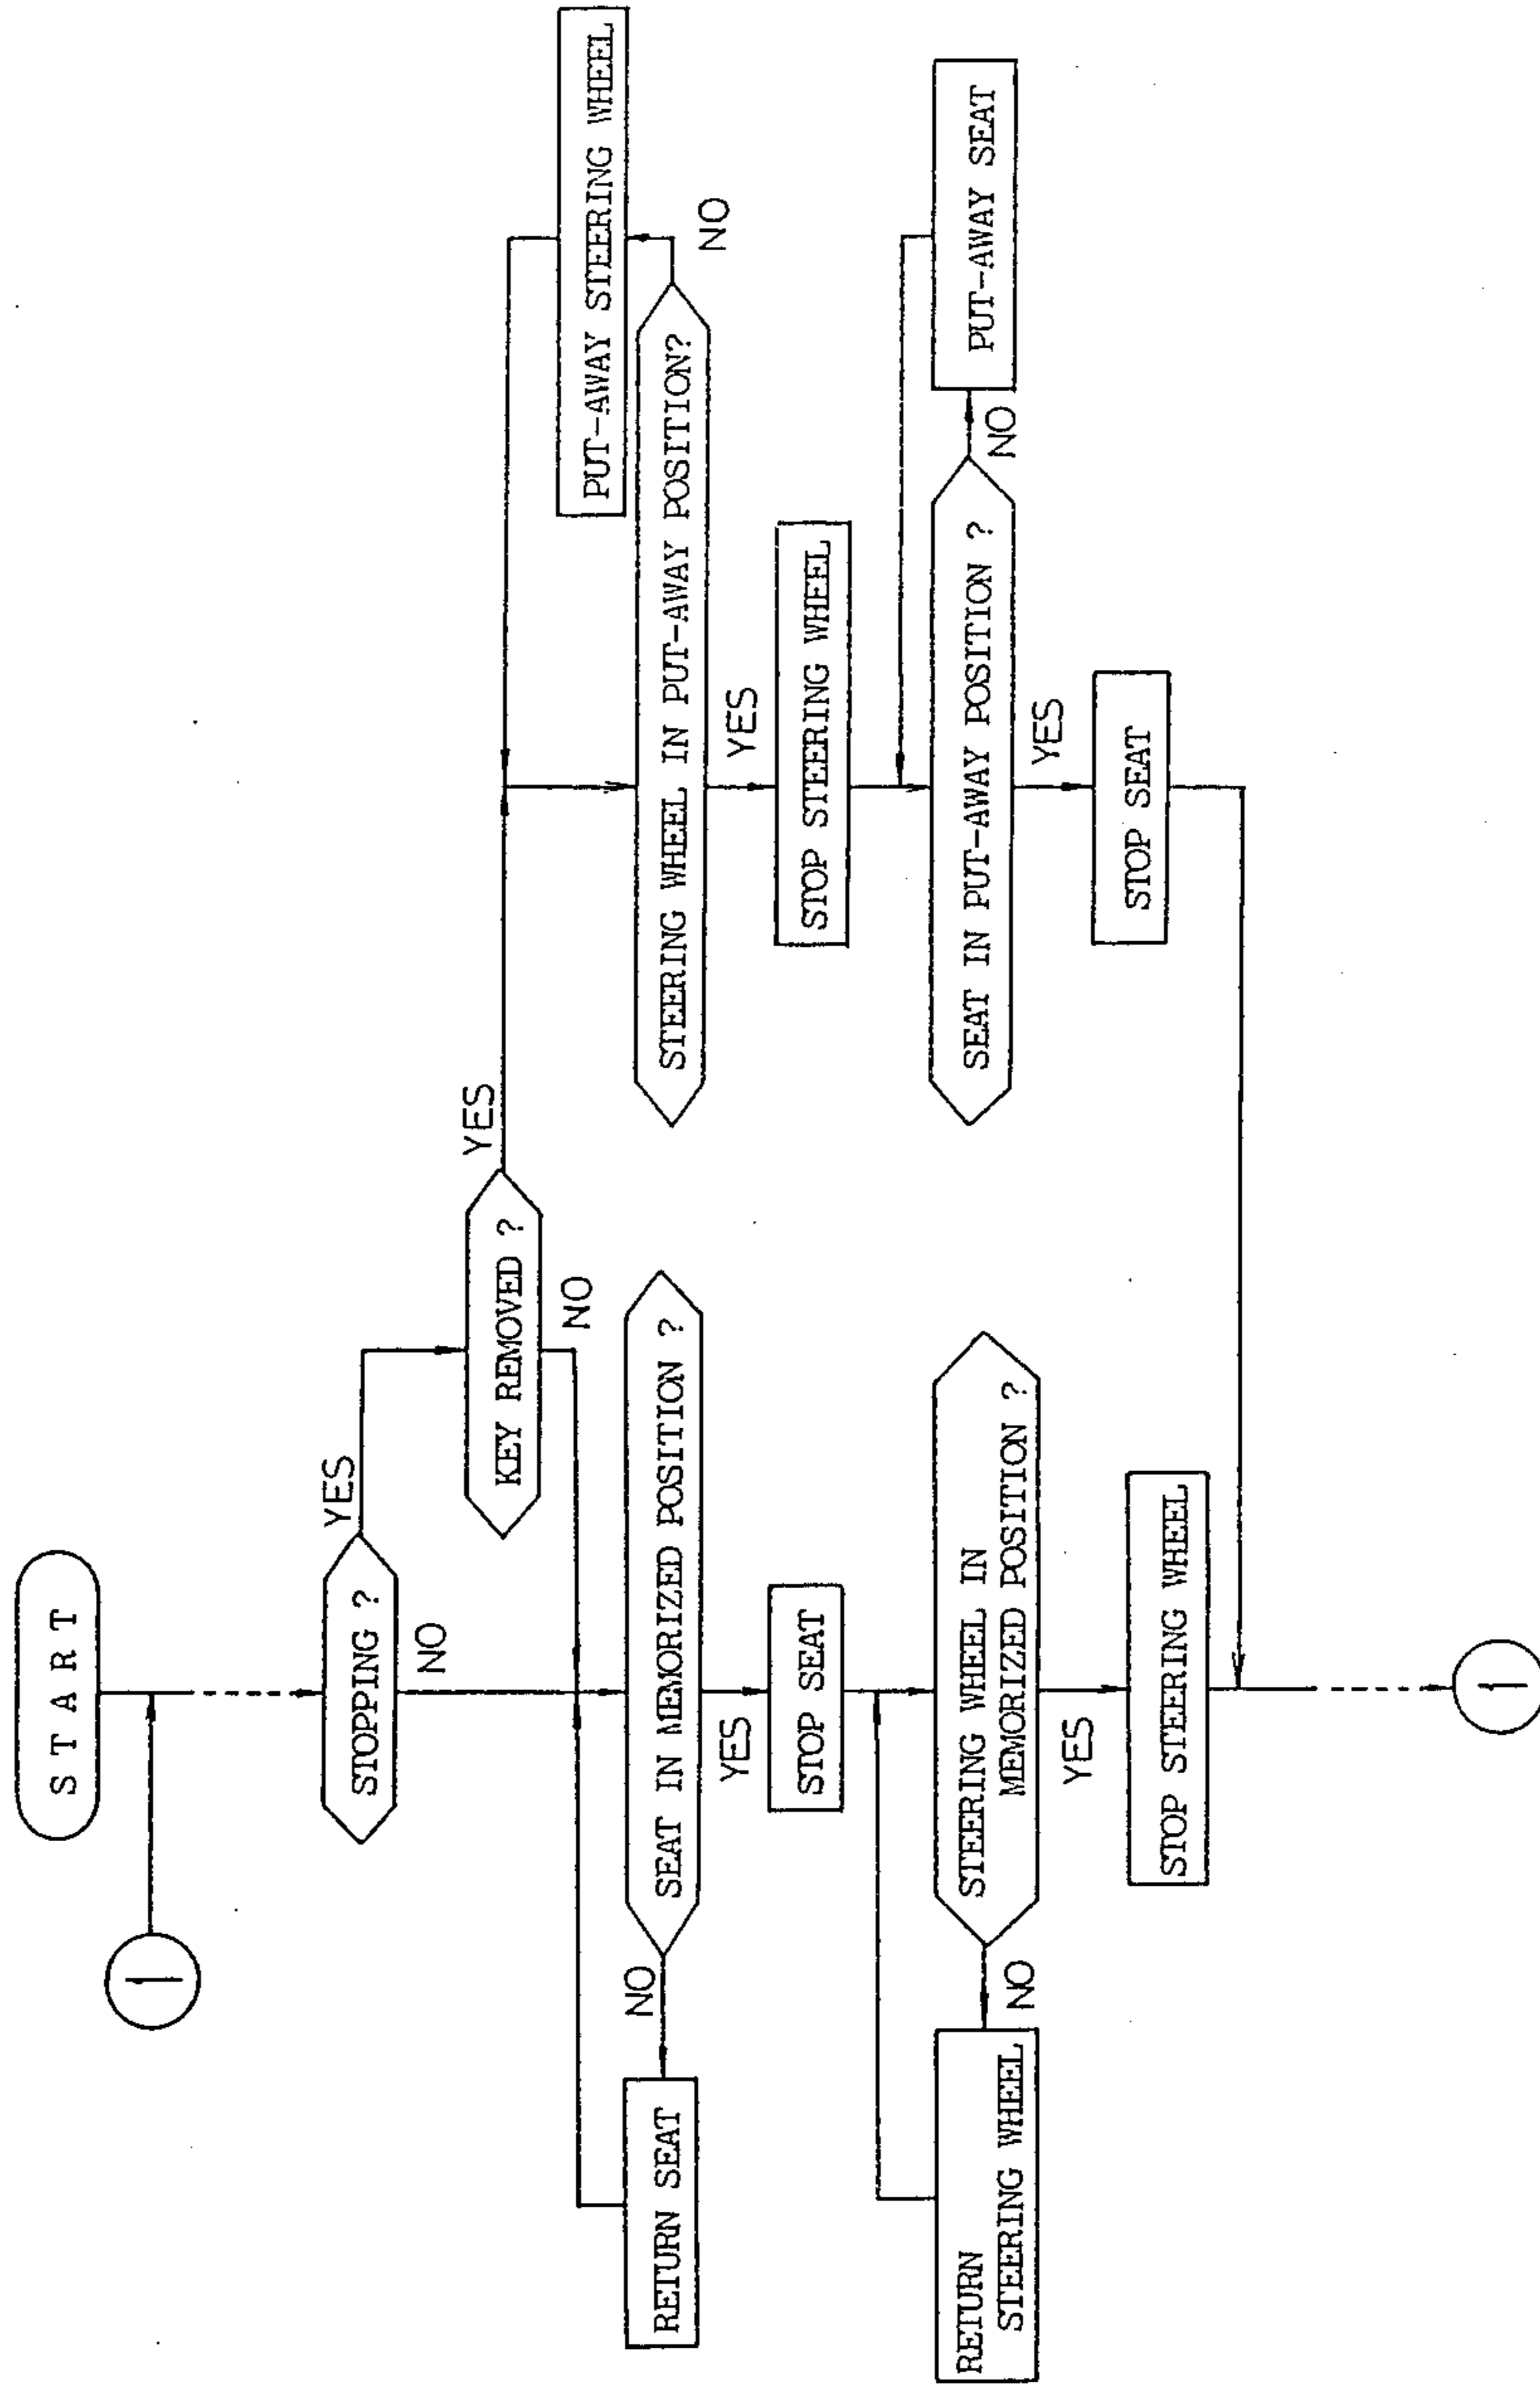 START
1
STOPPING ?
YES
NO
KEY REMOVED ?
YES
NO
SEAT IN MEMORIZED POSITION ?
NO
YES
RETURN SEAT
STOP SEAT
STEERING WHEEL IN
MEMORIZED POSITION ?
NO
YES
RETURN
STEERING WHEEL
STOP STEERING WHEEL
1
PUT-AWAY STEERING WHEEL
STEERING WHEEL IN PUT-AWAY POSITION?
NO
YES
STOP STEERING WHEEL
SEAT IN PUT-AWAY POSITION ?
NO
PUT-AWAY SEAT
YES
STOP SEAT